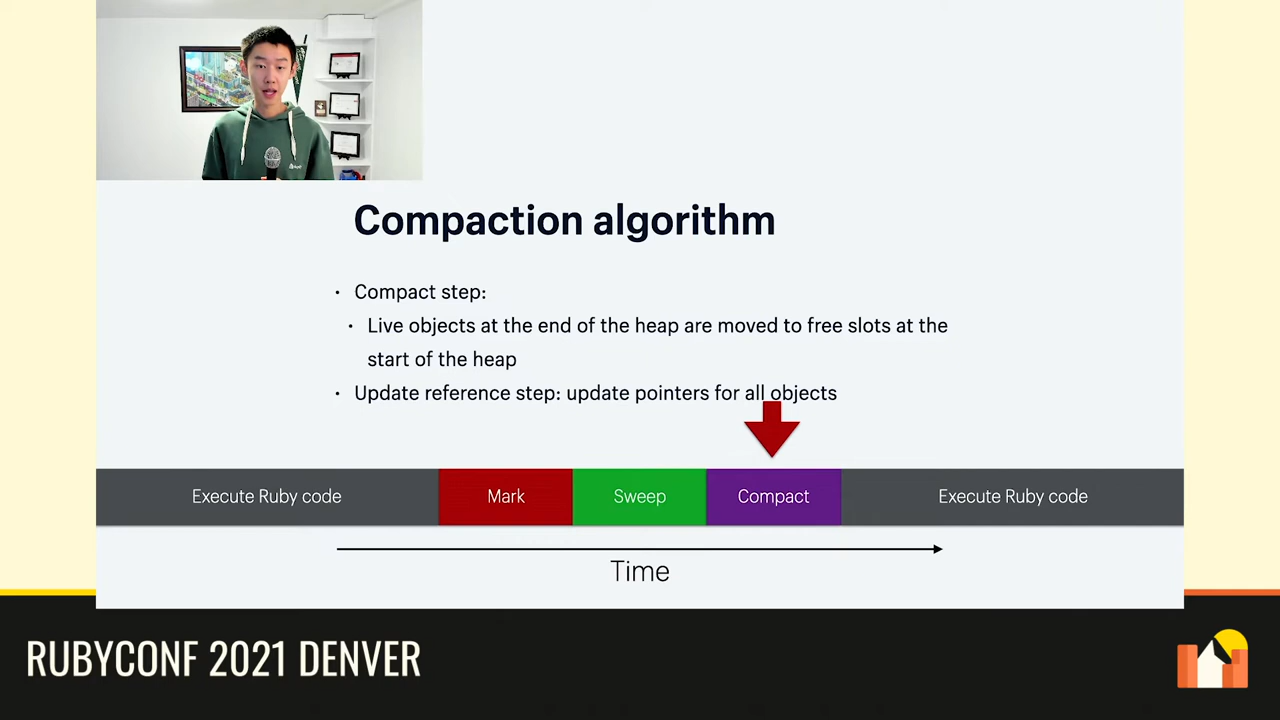 Compaction algorithm
• Compact step:
• Live objects at the end of the heap are moved to free slots at the
start of the heap
• Update reference step: update pointers for all objects
Execute Ruby code
Mark
Sweep
Compact
Execute Ruby code
Time
RUBYCONF 2021 DENVER